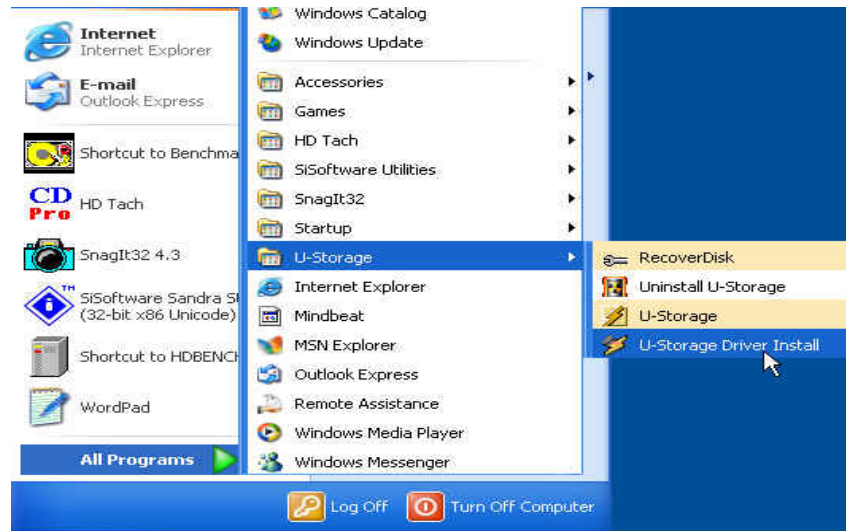 Internet
Internet Explorer
E-mail
Outlook Express
Shortcut to Benchma
CD
Pro
HD Tach
SnagIt32 4.3
TM
SiSoftware Sandra
(32-bit x86 Unicode)
Shortcut to HDBENCH
WordPad
All Programs
Windows Catalog
Windows Update
Accessories
Games
HD Tach
SiSoftware Utilities
SnagIt32
Startup
U-Storage
Internet Explorer
Mindbeat
MSN Explorer
Outlook Express
Remote Assistance
Windows Media Player
Windows Messenger
RecoverDisk
Uninstall U-Storage
U-Storage
U-Storage Driver Install
Log Off
Turn Off Computer